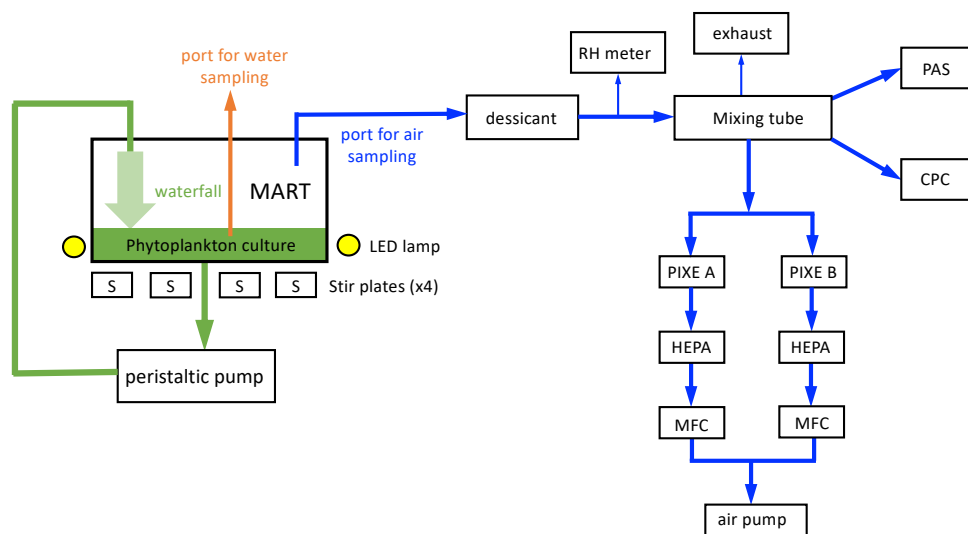 port for water
sampling
RH meter
exhaust
PAS
dessicant
Mixing tube
port for air
sampling
waterfall
MART
CPC
Phytoplankton culture
LED lamp
S
S
S
S
Stir plates (x4)
PIXE A
PIXE B
HEPA
HEPA
peristaltic pump
MFC
MFC
air pump